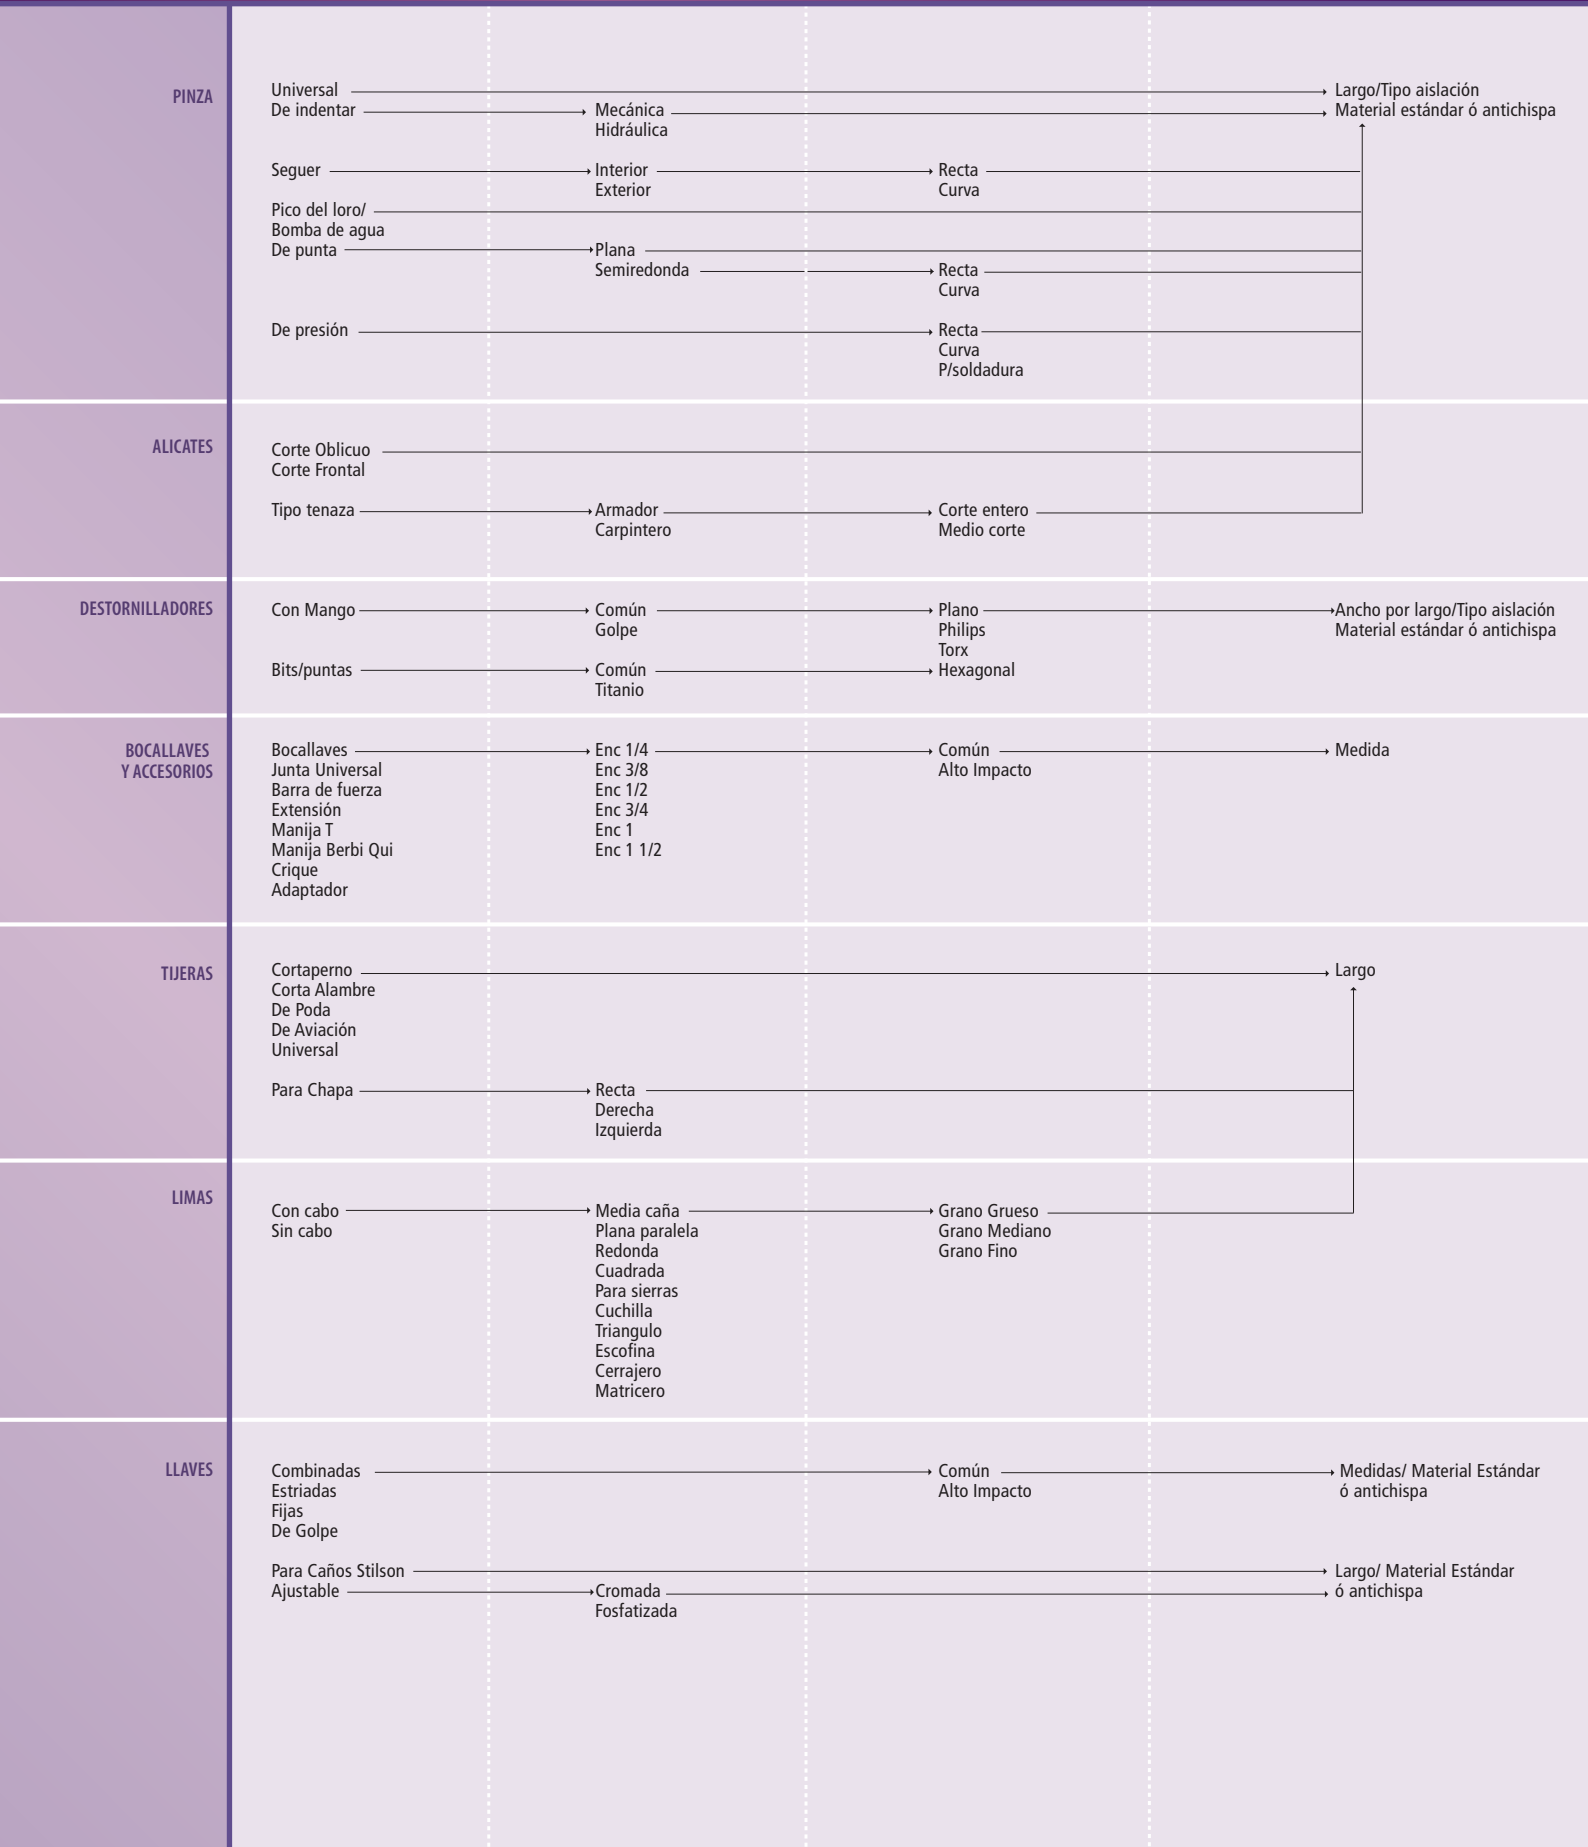 PINZA
Universal
Largo/Tipo aislación
De indentar
Mecánica
Material estándar ó antichispa
Hidráulica
Seguer
Interior
Recta
Exterior
Curva
Pico del loro/
Bomba de agua
De punta
Plana
Semiredonda
Recta
Curva
De presión
Recta
Curva
P/soldadura
ALICATES
Corte Oblicuo
Corte Frontal
Tipo tenaza
Armador
Corte entero
Carpintero
Medio corte
DESTORNILLADORES
Con Mango
Común
Plano
Ancho por largo/Tipo aislación
Golpe
Philips
Material estándar ó antichispa
Torx
Bits/puntas
Común
Hexagonal
Titanio
BOCALLAVES
Y ACCESORIOS
Bocallaves
Enc 1/4
Común
Medida
Junta Universal
Enc 3/8
Alto Impacto
Barra de fuerza
Enc 1/2
Extensión
Enc 3/4
Manija T
Enc 1
Manija Berbi Qui
Enc 1 1/2
Crique
Adaptador
TIJERAS
Cortaperno
Largo
Corta Alambre
De Poda
De Aviación
Universal
Para Chapa
Recta
Derecha
Izquierda
LIMAS
Con cabo
Media caña
Grano Grueso
Sin cabo
Plana paralela
Grano Mediano
Redonda
Grano Fino
Cuadrada
Para sierras
Cuchilla
Triangulo
Escofina
Cerrajero
Matricero
LLAVES
Combinadas
Común
Medidas/ Material Estándar
Estriadas
Alto Impacto
ó antichispa
Fijas
De Golpe
Para Caños Stilson
Largo/ Material Estándar
Ajustable
Cromada
ó antichispa
Fosfatizada